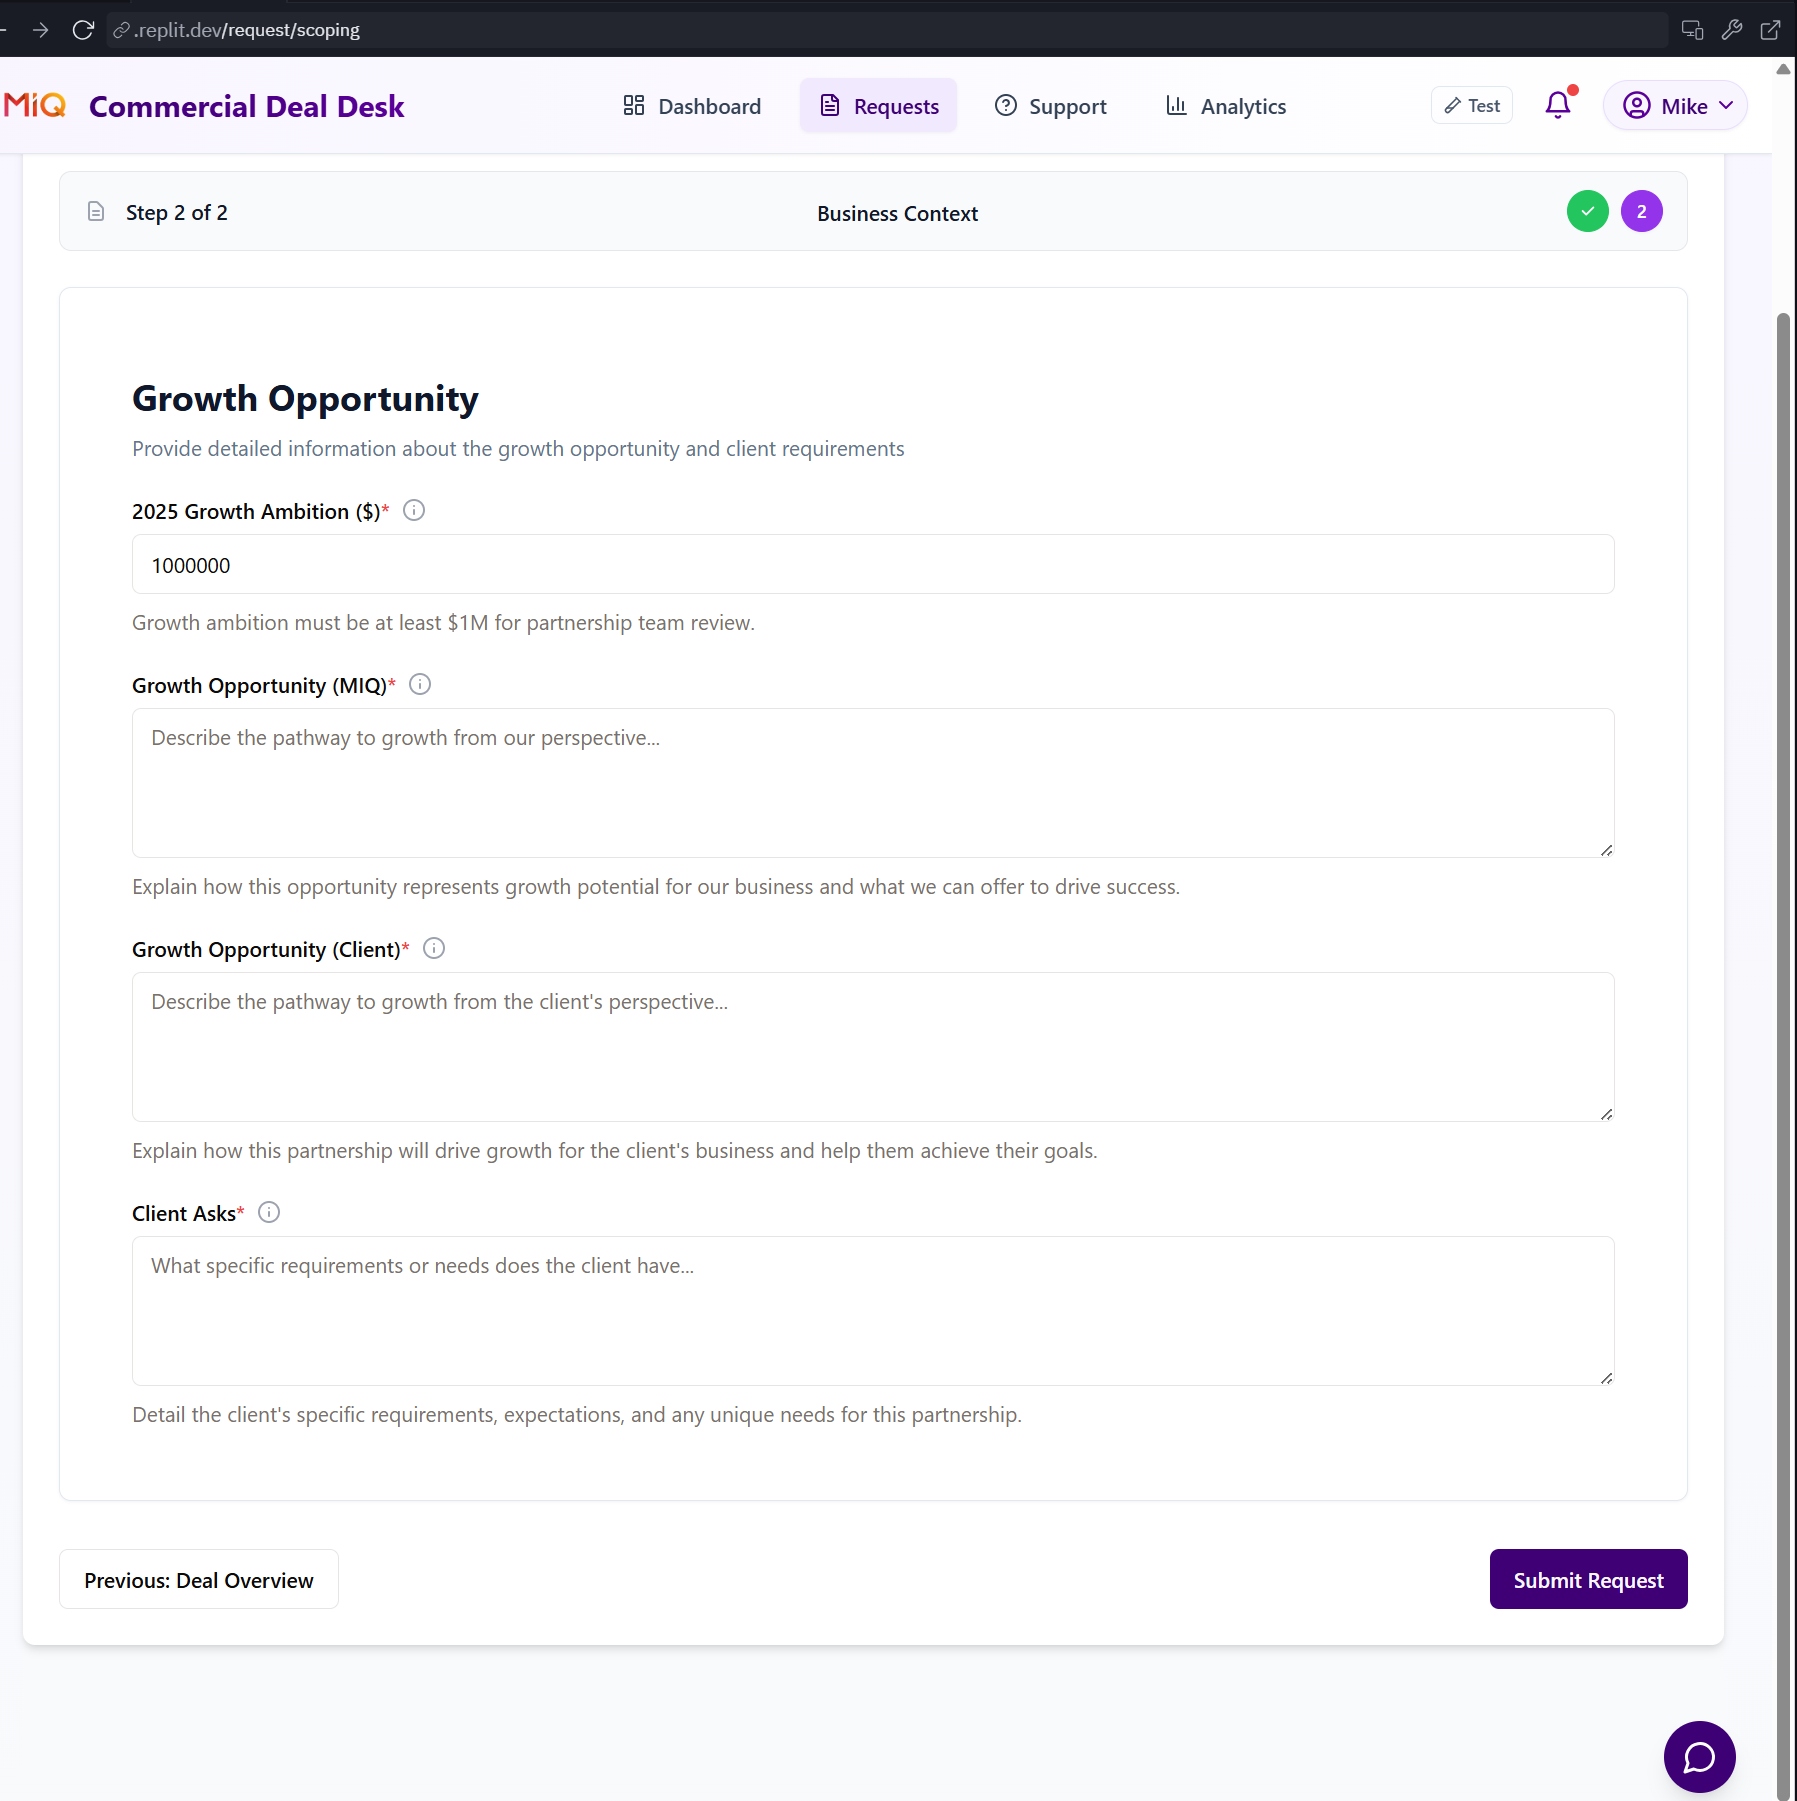 .replit.dev/request/scoping
MiQ Commercial Deal Desk Dashboard Requests Support Analytics Test Mike
Step 2 of 2 Business Context 2
Growth Opportunity
Provide detailed information about the growth opportunity and client requirements
2025 Growth Ambition ($)*
1000000
Growth ambition must be at least $1M for partnership team review.
Growth Opportunity (MIQ)*
Describe the pathway to growth from our perspective...
Explain how this opportunity represents growth potential for our business and what we can offer to drive success.
Growth Opportunity (Client)*
Describe the pathway to growth from the client's perspective...
Explain how this partnership will drive growth for the client's business and help them achieve their goals.
Client Asks*
What specific requirements or needs does the client have...
Detail the client's specific requirements, expectations, and any unique needs for this partnership.
Previous: Deal Overview Submit Request